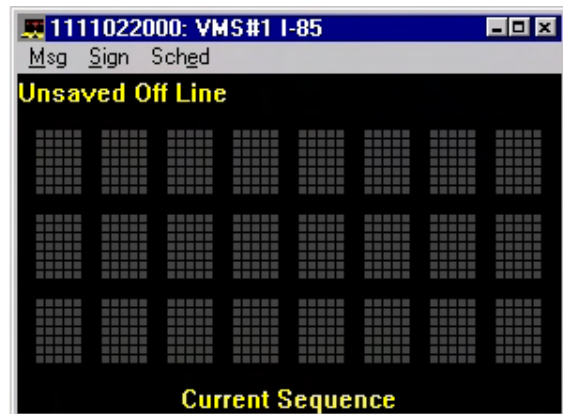 1111022000: VMS#1 I-85
Msg Sign Sched
Unsaved Off Line
Current Sequence